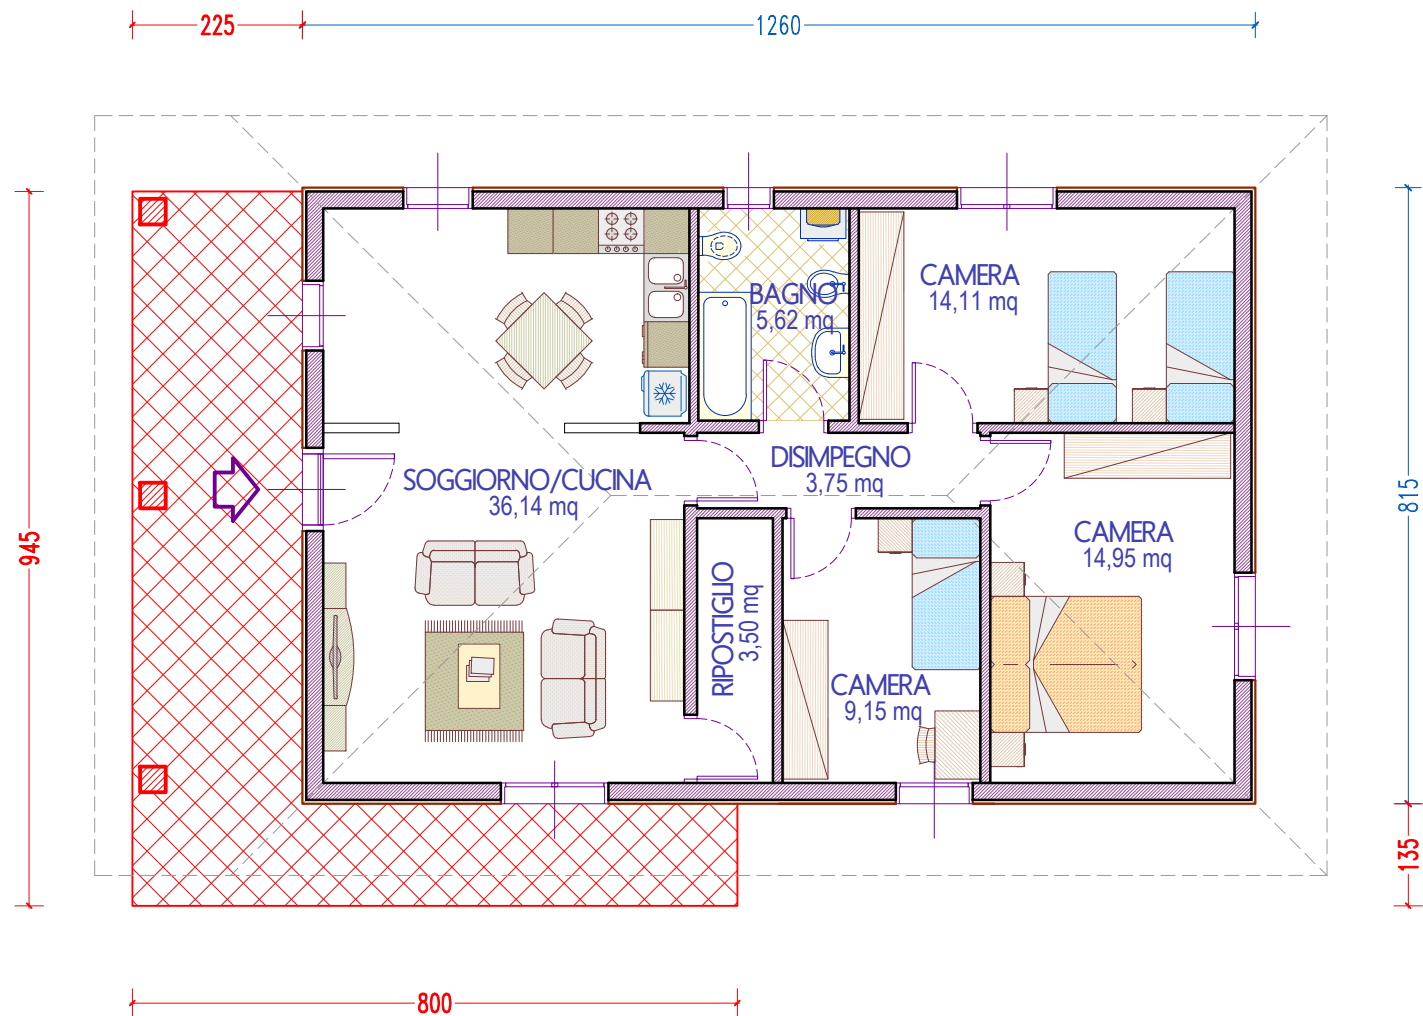 225
1260
CAMERA
14,11 mq
BAGNO
5,62 mq
DISIMPEGNO
3,75 mq
SOGGIORNO/CUCINA
36,14 mq
815
945
CAMERA
14,95 mq
RIPOSTIGLIO
3,50 mq
CAMERA
9,15 mq
135
800